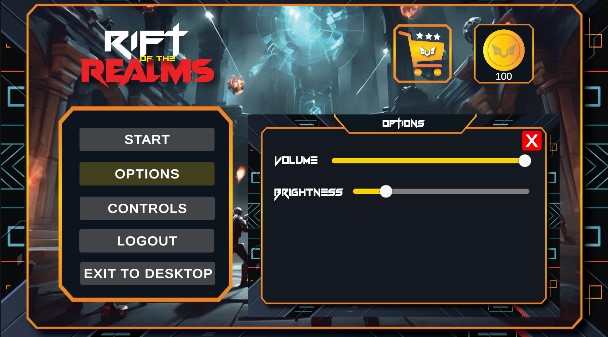 RIFT
OF THE
REALMS
100
START
OPTIONS
CONTROLS
LOGOUT
EXIT TO DESKTOP
OPTIONS
X
VOLUME
BRIGHTNESS